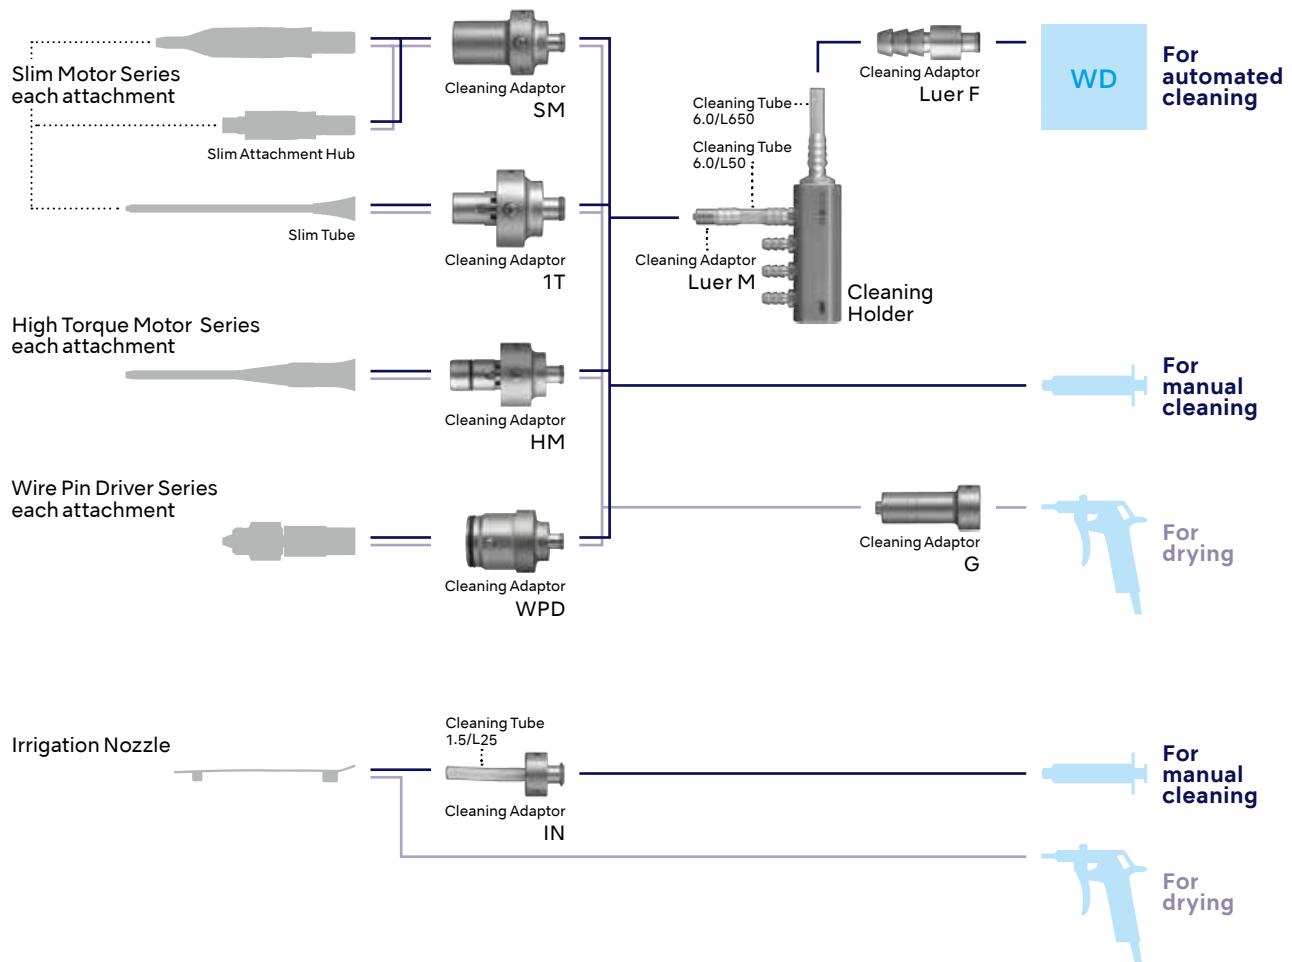 Slim Motor Series
each attachment
Slim Attachment Hub
Slim Tube
Cleaning Adaptor
SM
Cleaning Adaptor
1T
High Torque Motor Series
each attachment
Cleaning Adaptor
HM
Wire Pin Driver Series
each attachment
Cleaning Adaptor
WPD
Cleaning Tube
6.0/L650
Cleaning Tube
6.0/L50
Cleaning Adaptor
Luer M
Cleaning
Holder
Cleaning Adaptor
Luer F
WD
For
automated
cleaning
For
manual
cleaning
Cleaning Adaptor
G
For
drying
Irrigation Nozzle
Cleaning Tube
1.5/L25
Cleaning Adaptor
IN
For
manual
cleaning
For
drying